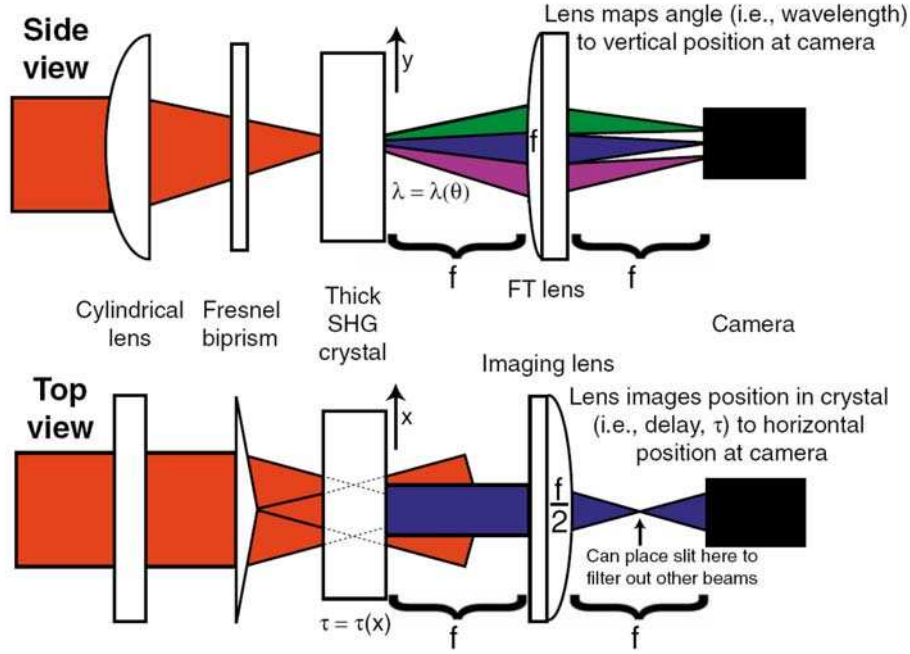 Side
view
y
Lens maps angle (i.e., wavelength)
to vertical position at camera
f
λ = λ(θ)
f
f
FT lens
Cylindrical
lens
Fresnel
biprism
Thick
SHG
crystal
Camera
Imaging lens
Top
view
x
Lens images position in crystal
(i.e., delay, τ) to horizontal
position at camera
f
2
Can place slit here to
filter out other beams
τ = τ(x)
f
f